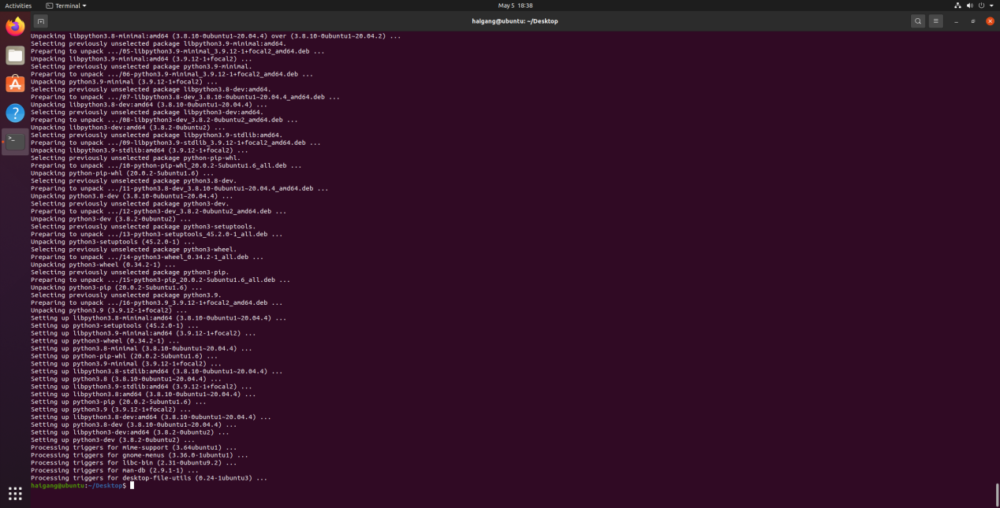 Activities
Terminal
May 5 18:38
haigang@ubuntu: ~/Desktop
Unpacking libpython3.8-minimal:amd64 (3.8.10-0ubuntu1~20.04.4) over (3.8.10-0ubuntu1~20.04.2) ...
Selecting previously unselected package libpython3.9-minimal:amd64.
Preparing to unpack .../05-libpython3.9-minimal_3.9.12-1+focal2_amd64.deb ...
Unpacking libpython3.9-minimal:amd64 (3.9.12-1+focal2) ...
Selecting previously unselected package python3.9-minimal.
Preparing to unpack .../06-python3.9-minimal_3.9.12-1+focal2_amd64.deb ...
Unpacking python3.9-minimal (3.9.12-1+focal2) ...
Selecting previously unselected package libpython3.8-dev:amd64.
Preparing to unpack .../07-libpython3.8-dev_3.8.10-0ubuntu1~20.04.4_amd64.deb ...
Unpacking libpython3.8-dev:amd64 (3.8.10-0ubuntu1~20.04.4) ...
Selecting previously unselected package libpython3-dev:amd64.
Preparing to unpack .../08-libpython3-dev_3.8.2-0ubuntu2_amd64.deb ...
Unpacking libpython3-dev:amd64 (3.8.2-0ubuntu2) ...
Selecting previously unselected package libpython3.9-stdlib:amd64.
Preparing to unpack .../09-libpython3.9-stdlib_3.9.12-1+focal2_amd64.deb ...
Unpacking libpython3.9-stdlib:amd64 (3.9.12-1+focal2) ...
Selecting previously unselected package python-pip-whl.
Preparing to unpack .../10-python-pip-whl_20.0.2-5ubuntu1.6_all.deb ...
Unpacking python-pip-whl (20.0.2-5ubuntu1.6) ...
Selecting previously unselected package python3.8-dev.
Preparing to unpack .../11-python3.8-dev_3.8.10-0ubuntu1~20.04.4_amd64.deb ...
Unpacking python3.8-dev (3.8.10-0ubuntu1~20.04.4) ...
Selecting previously unselected package python3-dev.
Preparing to unpack .../12-python3-dev_3.8.2-0ubuntu2_amd64.deb ...
Unpacking python3-dev (3.8.2-0ubuntu2) ...
Selecting previously unselected package python3-setuptools.
Preparing to unpack .../13-python3-setuptools_45.2.0-1_all.deb ...
Unpacking python3-setuptools (45.2.0-1) ...
Selecting previously unselected package python3-wheel.
Preparing to unpack .../14-python3-wheel_0.34.2-1_all.deb ...
Unpacking python3-wheel (0.34.2-1) ...
Selecting previously unselected package python3-pip.
Preparing to unpack .../15-python3-pip_20.0.2-5ubuntu1.6_all.deb ...
Unpacking python3-pip (20.0.2-5ubuntu1.6) ...
Selecting previously unselected package python3.9.
Preparing to unpack .../16-python3.9_3.9.12-1+focal2_amd64.deb ...
Unpacking python3.9 (3.9.12-1+focal2) ...
Setting up libpython3.8-minimal:amd64 (3.8.10-0ubuntu1~20.04.4) ...
Setting up python3-setuptools (45.2.0-1) ...
Setting up libpython3.9-minimal:amd64 (3.9.12-1+focal2) ...
Setting up python3-wheel (0.34.2-1) ...
Setting up python3.8-minimal (3.8.10-0ubuntu1~20.04.4) ...
Setting up python-pip-whl (20.0.2-5ubuntu1.6) ...
Setting up python3.9-minimal (3.9.12-1+focal2) ...
Setting up libpython3.8-stdlib:amd64 (3.8.10-0ubuntu1~20.04.4) ...
Setting up python3.8 (3.8.10-0ubuntu1~20.04.4) ...
Setting up libpython3.9-stdlib:amd64 (3.9.12-1+focal2) ...
Setting up libpython3.8:amd64 (3.8.10-0ubuntu1~20.04.4) ...
Setting up python3-pip (20.0.2-5ubuntu1.6) ...
Setting up python3.9 (3.9.12-1+focal2) ...
Setting up libpython3.8-dev:amd64 (3.8.10-0ubuntu1~20.04.4) ...
Setting up python3.8-dev (3.8.10-0ubuntu1~20.04.4) ...
Setting up libpython3-dev:amd64 (3.8.2-0ubuntu2) ...
Setting up python3-dev (3.8.2-0ubuntu2) ...
Processing triggers for mime-support (3.64ubuntu1) ...
Processing triggers for gnome-menus (3.36.0-1ubuntu1) ...
Processing triggers for libc-bin (2.31-0ubuntu9.2) ...
Processing triggers for man-db (2.9.1-1) ...
Processing triggers for desktop-file-utils (0.24-1ubuntu3) ...
haigang@ubuntu:~/Desktop$